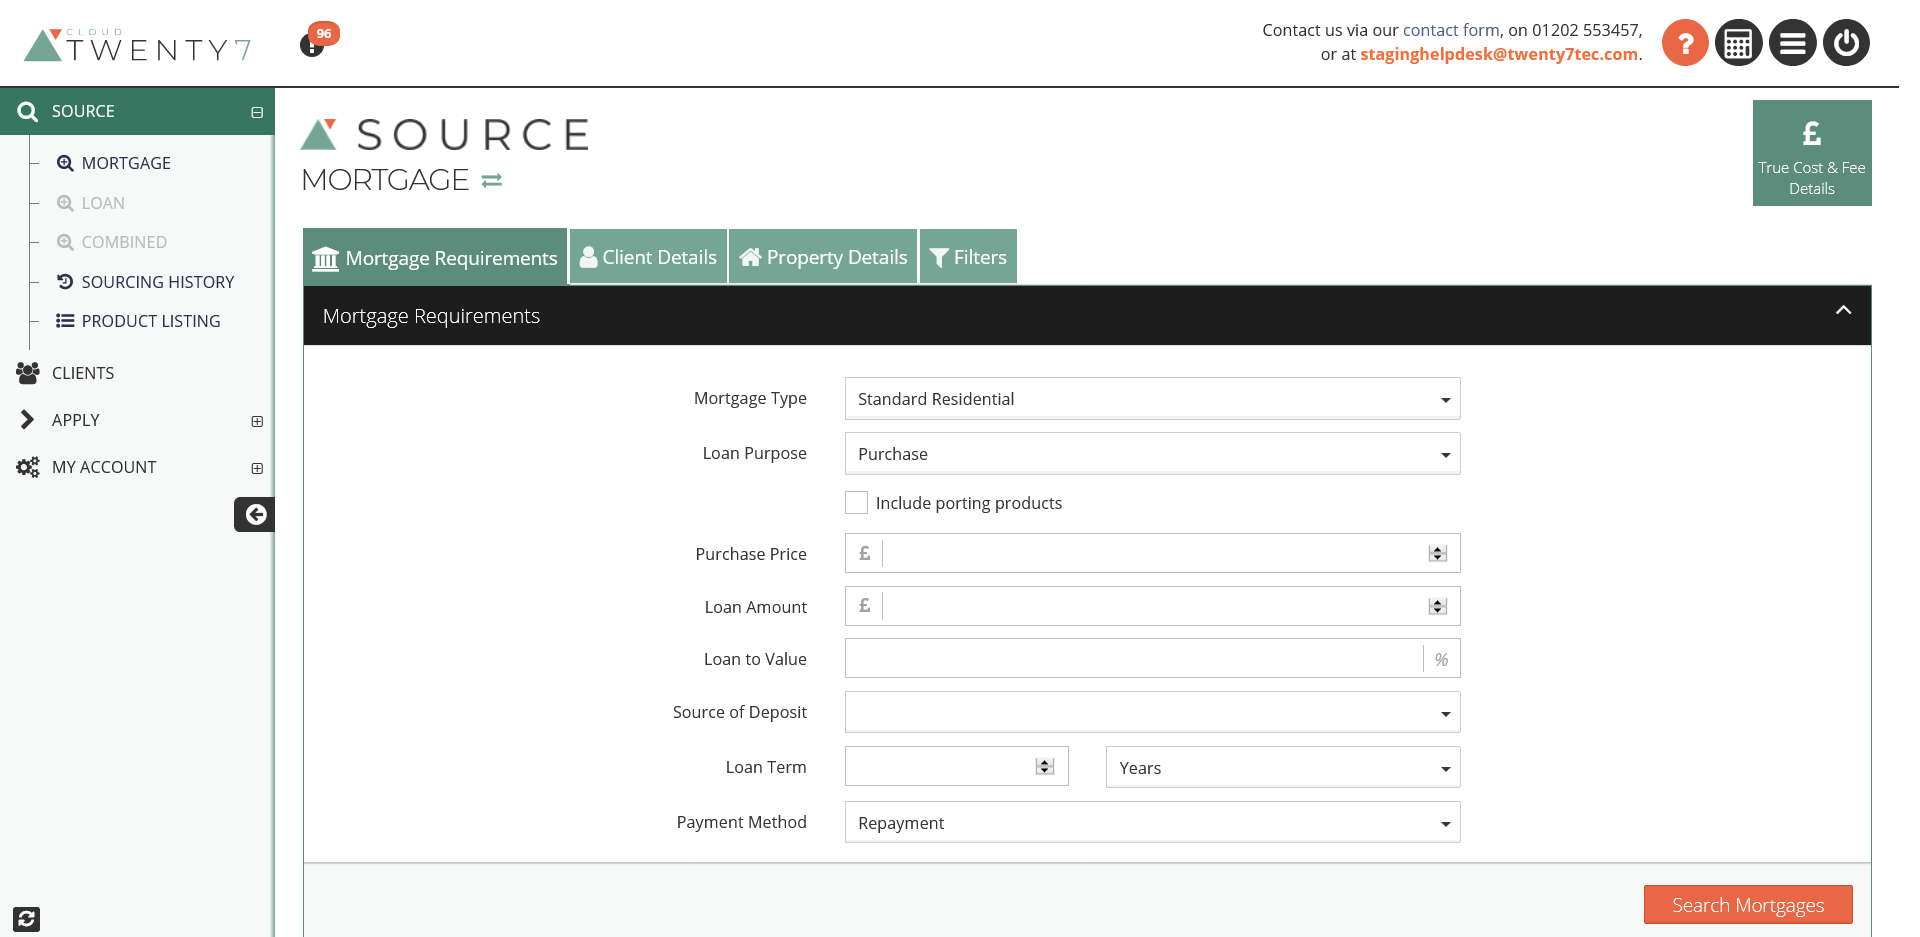 CLOUD
TWENTY7
96
Contact us via our contact form, on 01202 553457,
or at staginghelpdesk@twenty7tec.com.
?
SOURCE
MORTGAGE
LOAN
COMBINED
SOURCING HISTORY
PRODUCT LISTING
CLIENTS
APPLY
MY ACCOUNT
SOURCE
MORTGAGE
£
True Cost & Fee
Details
Mortgage Requirements
Client Details
Property Details
Filters
Mortgage Requirements
Mortgage Type
Standard Residential
Loan Purpose
Purchase
Include porting products
Purchase Price
£
Loan Amount
£
Loan to Value
%
Source of Deposit
Loan Term
Years
Payment Method
Repayment
Search Mortgages